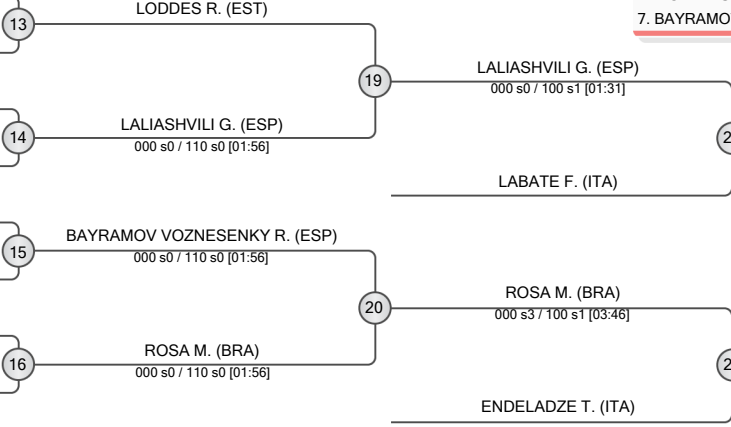 7. BAYRAMO
LODDES R. (EST)
13
19
LALIASHVILI G. (ESP)
000 s0 / 100 s1 [01:31]
14
LALIASHVILI G. (ESP)
000 s0 / 110 s0 [01:56]
2
LABATE F. (ITA)
15
BAYRAMOV VOZNESENKY R. (ESP)
000 s0 / 110 s0 [01:56]
20
ROSA M. (BRA)
000 s3 / 100 s1 [03:46]
16
ROSA M. (BRA)
000 s0 / 110 s0 [01:56]
2
ENDELADZE T. (ITA)